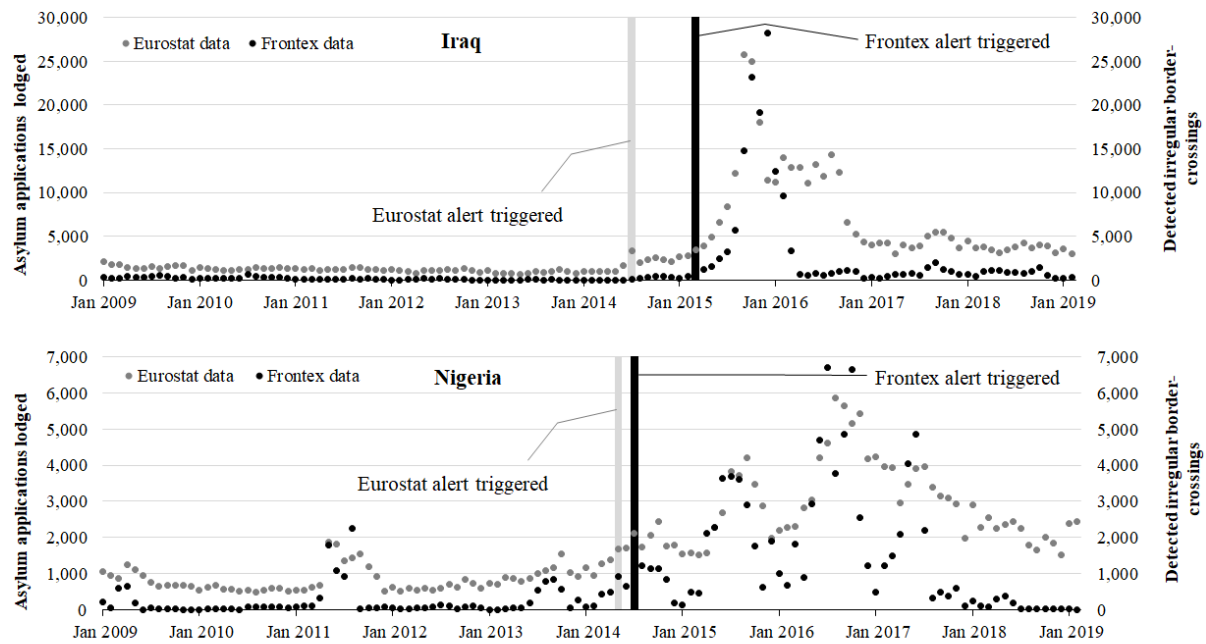 30,000 30,000
Eurostat data Frontex data Iraq Frontex alert triggered
25,000 25,000
20,000 20,000
15,000 15,000
10,000 10,000
Eurostat alert triggered
5,000 5,000
0 0
Jan 2009 Jan 2010 Jan 2011 Jan 2012 Jan 2013 Jan 2014 Jan 2015 Jan 2016 Jan 2017 Jan 2018 Jan 2019
Asylum applications lodged
Detected irregular border-
crossings
7,000 7,000
Eurostat data Frontex data Nigeria Frontex alert triggered
6,000 6,000
5,000 5,000
4,000 4,000
Eurostat alert triggered
3,000 3,000
2,000 2,000
1,000 1,000
0 0
Jan 2009 Jan 2010 Jan 2011 Jan 2012 Jan 2013 Jan 2014 Jan 2015 Jan 2016 Jan 2017 Jan 2018 Jan 2019
Asylum applications lodged
Detected irregular border-
crossings